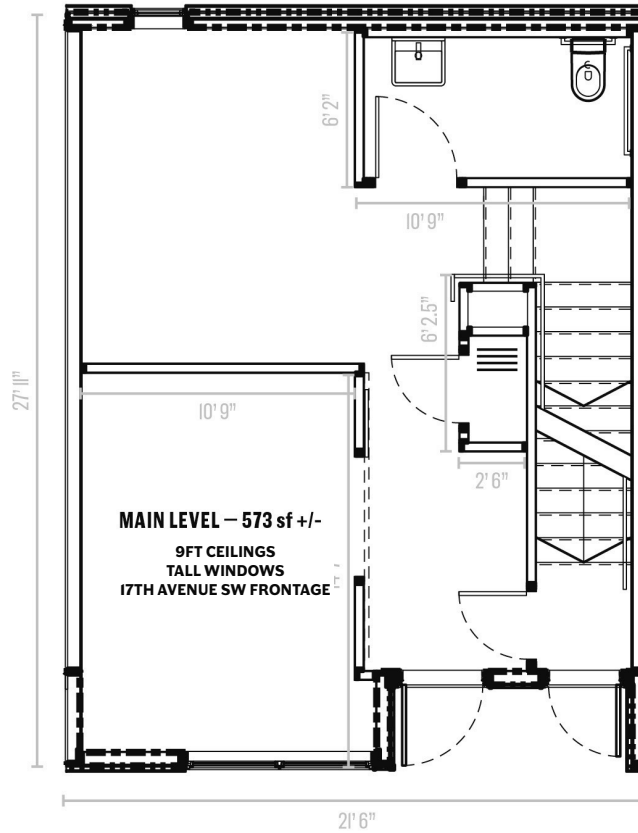 6' 2"
10' 9"
6' 2.5"
27' 11"
10' 9"
2' 6"
MAIN LEVEL – 573 sf +/-
9FT CEILINGS
TALL WINDOWS
17TH AVENUE SW FRONTAGE
21' 6"